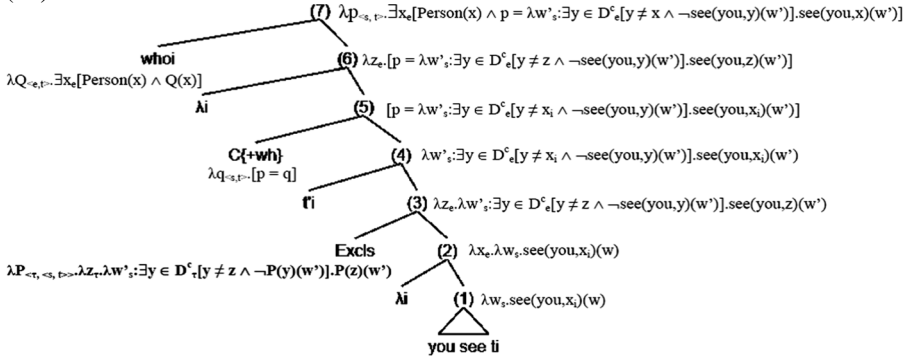 (7) λp<s, t>.∃xₑ[Person(x) ∧ p = λw'ₛ:∃y ∈ Dᶜₑ[y ≠ x ∧ ¬see(you,y)(w')].see(you,x)(w')]
whoi (6) λzₑ.[p = λw'ₛ:∃y ∈ Dᶜₑ[y ≠ z ∧ ¬see(you,y)(w')].see(you,z)(w')]
λQ<e,t>.∃xₑ[Person(x) ∧ Q(x)]
λi (5) [p = λw'ₛ:∃y ∈ Dᶜₑ[y ≠ xᵢ ∧ ¬see(you,y)(w')].see(you,xᵢ)(w')]
C{+wh} (4) λw'ₛ:∃y ∈ Dᶜₑ[y ≠ xᵢ ∧ ¬see(you,y)(w')].see(you,xᵢ)(w')
λq<s,t>.[p = q]
t'i (3) λzₑ.λw'ₛ:∃y ∈ Dᶜₑ[y ≠ z ∧ ¬see(you,y)(w')].see(you,z)(w')
Excls (2) λxₑ.λwₛ.see(you,xᵢ)(w)
λP<τ, <s, t>>.λz_τ.λw'ₛ:∃y ∈ Dᶜ_τ[y ≠ z ∧ ¬P(y)(w')].P(z)(w')
λi (1) λwₛ.see(you,xᵢ)(w)
you see ti